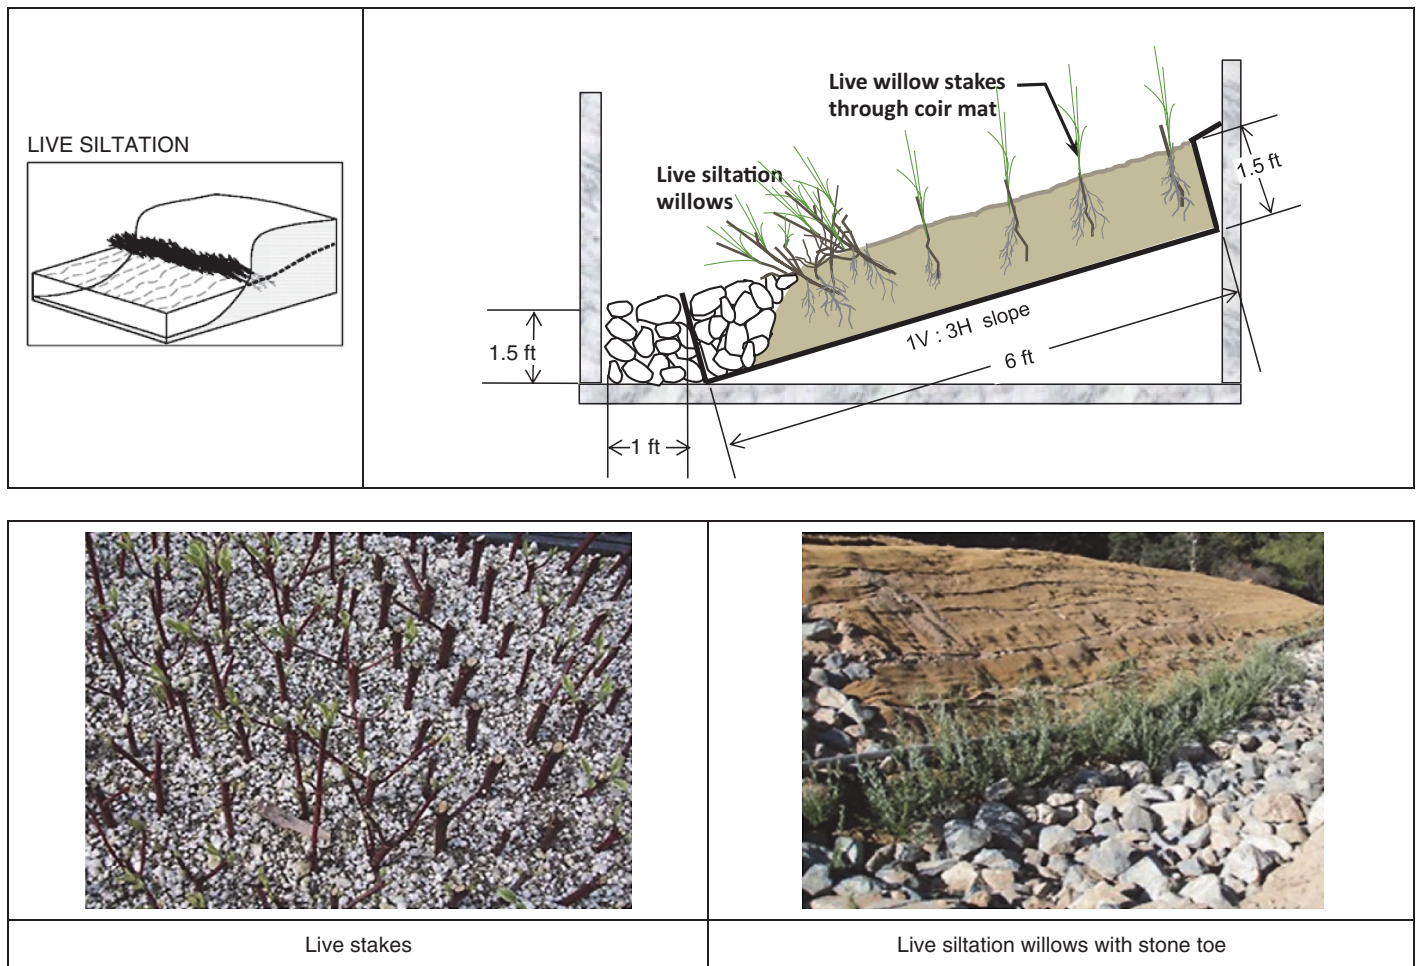 LIVE SILTATION
Live willow stakes
through coir mat
Live siltation
willows
1.5 ft
1.5 ft
1V : 3H slope
6 ft
1 ft
Live stakes
Live siltation willows with stone toe